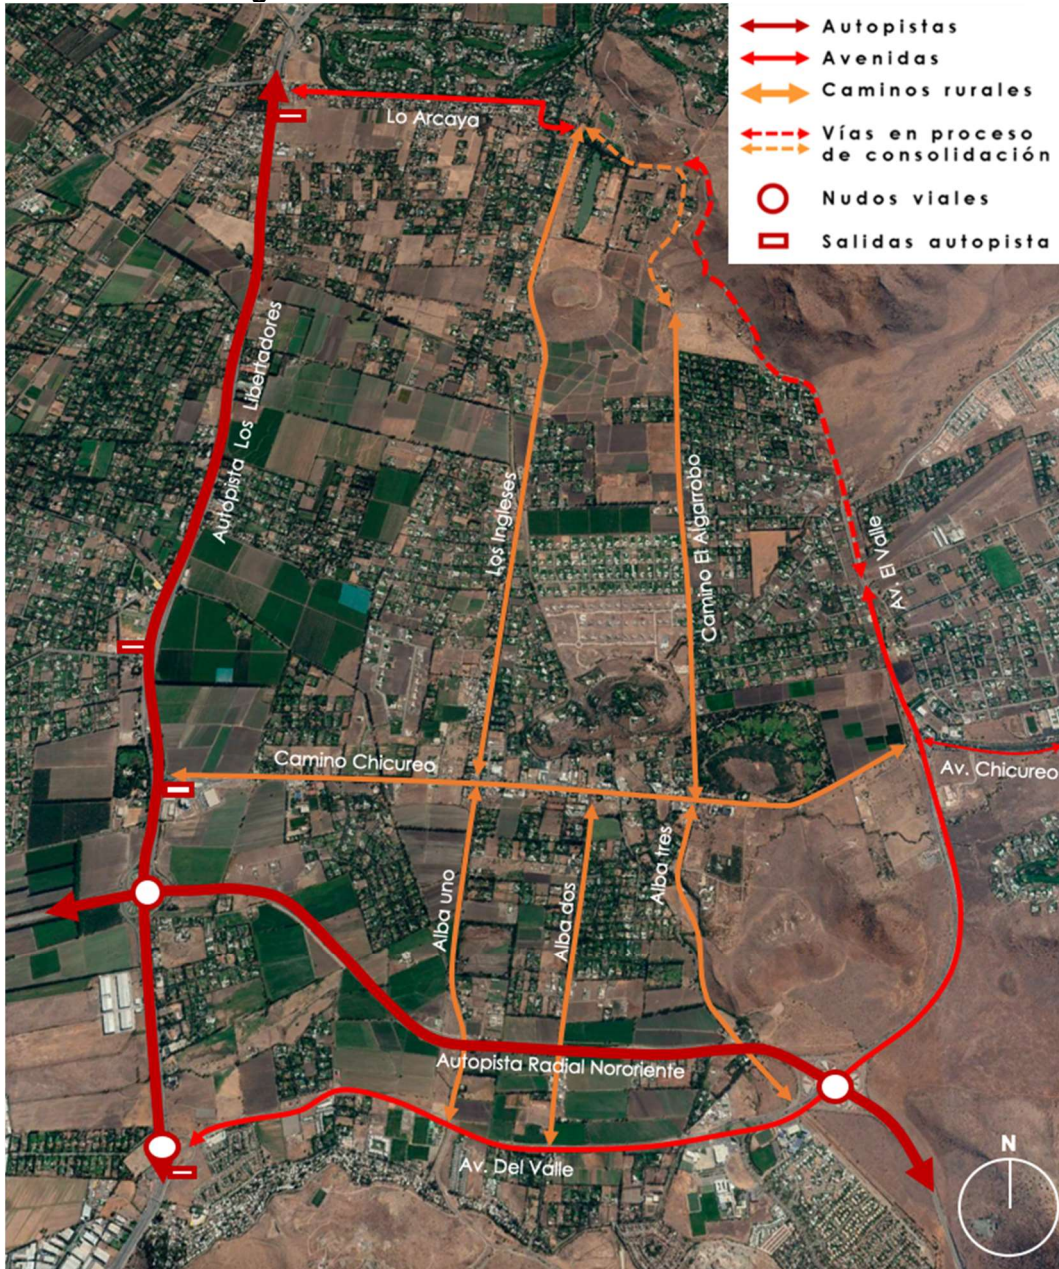 Autopistas
Avenidas
Caminos rurales
Vías en proceso
de consolidación
Nudos viales
Salidas autopista
Lo Arcaya
Autopista Los Libertadores
Los Ingleses
Camino El Algarrobo
Av. El Valle
Camino Chicureo
Av. Chicureo
Alba uno
Alba dos
Alba tres
Autopista Radial Nororiente
Av. Del Valle
N